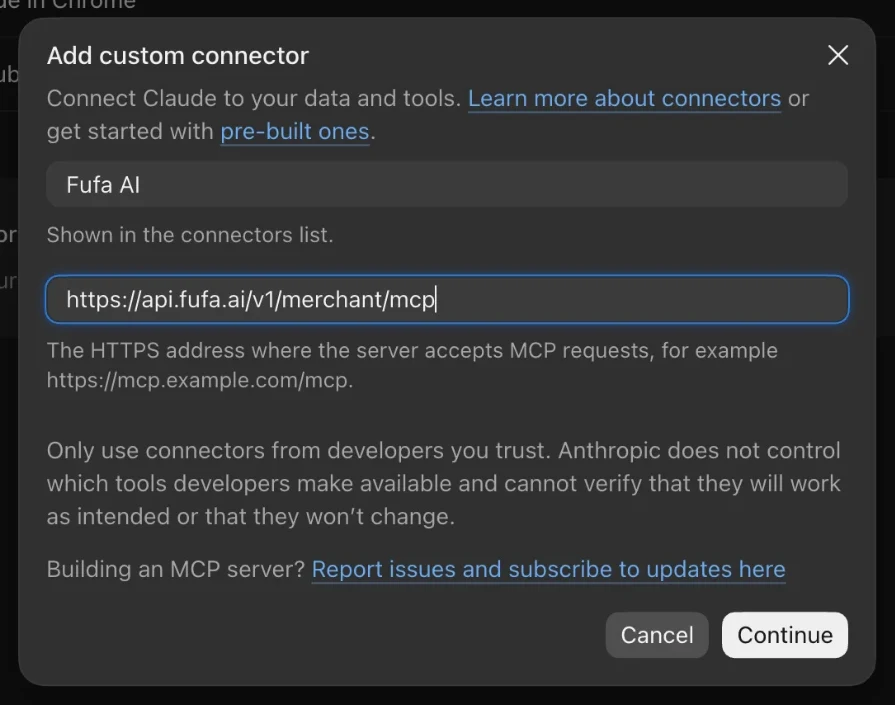 de in Chrome
Add custom connector
Connect Claude to your data and tools. Learn more about connectors or
get started with pre-built ones.
Fufa AI
Shown in the connectors list.
https://api.fufa.ai/v1/merchant/mcp
The HTTPS address where the server accepts MCP requests, for example
https://mcp.example.com/mcp.
Only use connectors from developers you trust. Anthropic does not control
which tools developers make available and cannot verify that they will work
as intended or that they won’t change.
Building an MCP server? Report issues and subscribe to updates here
Cancel Continue